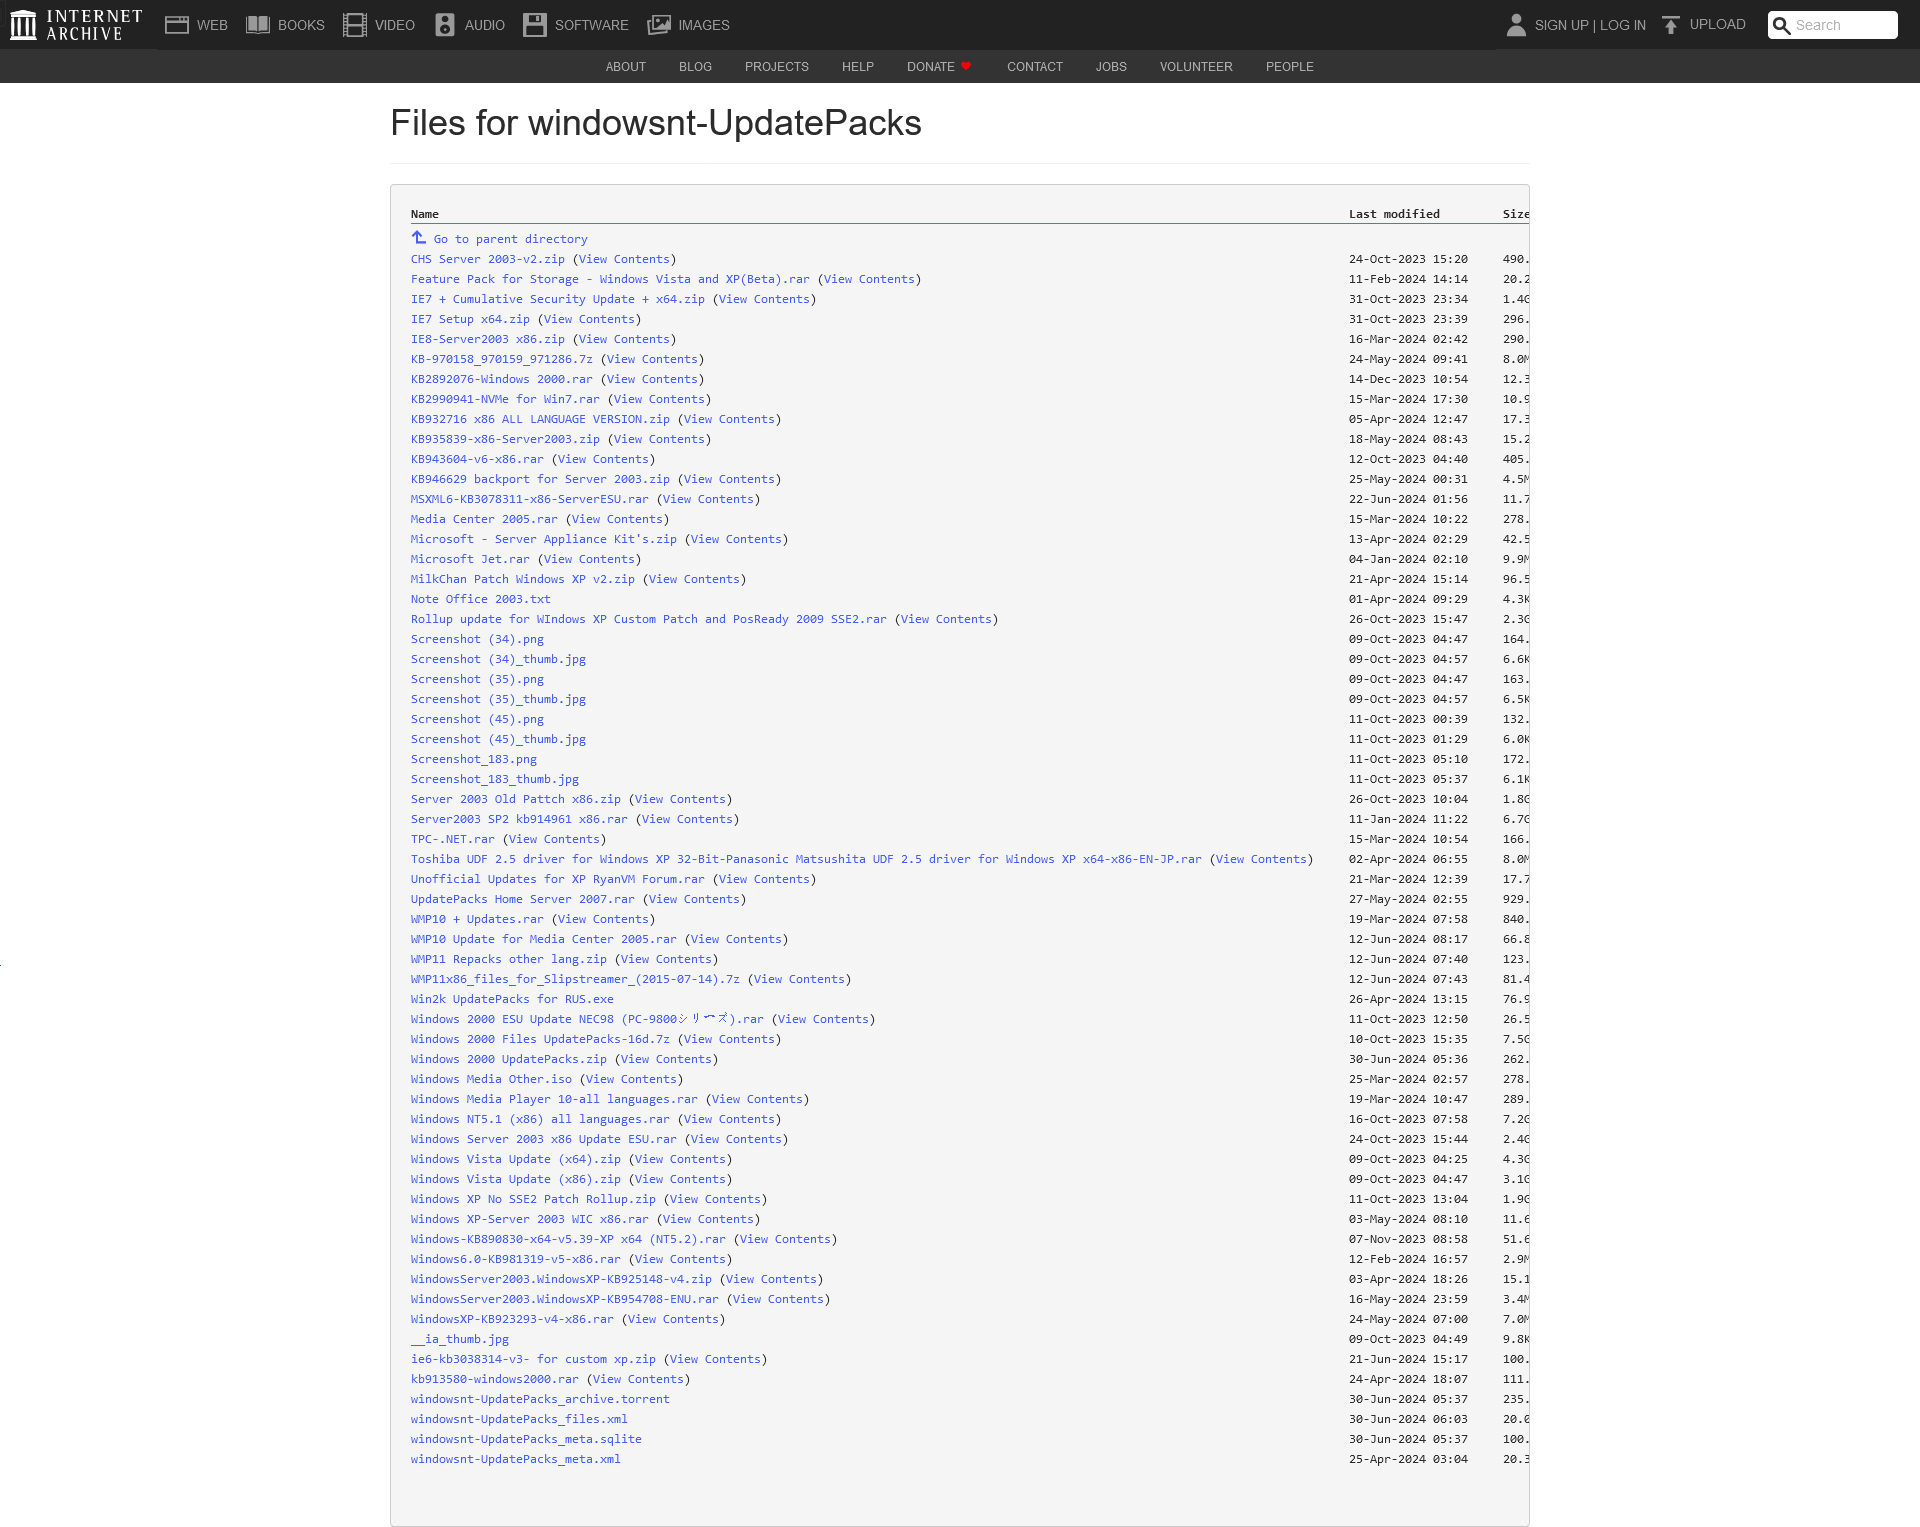 INTERNET ARCHIVE WEB BOOKS VIDEO AUDIO SOFTWARE IMAGES SIGN UP | LOG IN UPLOAD Search
ABOUT BLOG PROJECTS HELP DONATE CONTACT JOBS VOLUNTEER PEOPLE
Files for windowsnt-UpdatePacks
Name Last modified Size
Go to parent directory
CHS Server 2003-v2.zip (View Contents) 24-Oct-2023 15:20 490.
Feature Pack for Storage - Windows Vista and XP(Beta).rar (View Contents) 11-Feb-2024 14:14 20.2
IE7 + Cumulative Security Update + x64.zip (View Contents) 31-Oct-2023 23:34 1.4G
IE7 Setup x64.zip (View Contents) 31-Oct-2023 23:39 296.
IE8-Server2003 x86.zip (View Contents) 16-Mar-2024 02:42 290.
KB-970158_970159_971286.7z (View Contents) 24-May-2024 09:41 8.0M
KB2892076-Windows 2000.rar (View Contents) 14-Dec-2023 10:54 12.3
KB2990941-NVMe for Win7.rar (View Contents) 15-Mar-2024 17:30 10.9
KB932716 x86 ALL LANGUAGE VERSION.zip (View Contents) 05-Apr-2024 12:47 17.3
KB935839-x86-Server2003.zip (View Contents) 18-May-2024 08:43 15.2
KB943604-v6-x86.rar (View Contents) 12-Oct-2023 04:40 405.
KB946629 backport for Server 2003.zip (View Contents) 25-May-2024 00:31 4.5M
MSXML6-KB3078311-x86-ServerESU.rar (View Contents) 22-Jun-2024 01:56 11.7
Media Center 2005.rar (View Contents) 15-Mar-2024 10:22 278.
Microsoft - Server Appliance Kit's.zip (View Contents) 13-Apr-2024 02:29 42.5
Microsoft Jet.rar (View Contents) 04-Jan-2024 02:10 9.9M
MilkChan Patch Windows XP v2.zip (View Contents) 21-Apr-2024 15:14 96.5
Note Office 2003.txt 01-Apr-2024 09:29 4.3K
Rollup update for WIndows XP Custom Patch and PosReady 2009 SSE2.rar (View Contents) 26-Oct-2023 15:47 2.3G
Screenshot (34).png 09-Oct-2023 04:47 164.
Screenshot (34)_thumb.jpg 09-Oct-2023 04:57 6.6K
Screenshot (35).png 09-Oct-2023 04:47 163.
Screenshot (35)_thumb.jpg 09-Oct-2023 04:57 6.5K
Screenshot (45).png 11-Oct-2023 00:39 132.
Screenshot (45)_thumb.jpg 11-Oct-2023 01:29 6.0K
Screenshot_183.png 11-Oct-2023 05:10 172.
Screenshot_183_thumb.jpg 11-Oct-2023 05:37 6.1K
Server 2003 Old Pattch x86.zip (View Contents) 26-Oct-2023 10:04 1.8G
Server2003 SP2 kb914961 x86.rar (View Contents) 11-Jan-2024 11:22 6.7G
TPC-.NET.rar (View Contents) 15-Mar-2024 10:54 166.
Toshiba UDF 2.5 driver for Windows XP 32-Bit-Panasonic Matsushita UDF 2.5 driver for Windows XP x64-x86-EN-JP.rar (View Contents) 02-Apr-2024 06:55 8.0M
Unofficial Updates for XP RyanVM Forum.rar (View Contents) 21-Mar-2024 12:39 17.7
UpdatePacks Home Server 2007.rar (View Contents) 27-May-2024 02:55 929.
WMP10 + Updates.rar (View Contents) 19-Mar-2024 07:58 840.
WMP10 Update for Media Center 2005.rar (View Contents) 12-Jun-2024 08:17 66.8
WMP11 Repacks other lang.zip (View Contents) 12-Jun-2024 07:40 123.
WMP11x86_files_for_Slipstreamer_(2015-07-14).7z (View Contents) 12-Jun-2024 07:43 81.4
Win2k UpdatePacks for RUS.exe 26-Apr-2024 13:15 76.9
Windows 2000 ESU Update NEC98 (PC-9800シリーズ).rar (View Contents) 11-Oct-2023 12:50 26.5
Windows 2000 Files UpdatePacks-16d.7z (View Contents) 10-Oct-2023 15:35 7.5G
Windows 2000 UpdatePacks.zip (View Contents) 30-Jun-2024 05:36 262.
Windows Media Other.iso (View Contents) 25-Mar-2024 02:57 278.
Windows Media Player 10-all languages.rar (View Contents) 19-Mar-2024 10:47 289.
Windows NT5.1 (x86) all languages.rar (View Contents) 16-Oct-2023 07:58 7.2G
Windows Server 2003 x86 Update ESU.rar (View Contents) 24-Oct-2023 15:44 2.4G
Windows Vista Update (x64).zip (View Contents) 09-Oct-2023 04:25 4.3G
Windows Vista Update (x86).zip (View Contents) 09-Oct-2023 04:47 3.1G
Windows XP No SSE2 Patch Rollup.zip (View Contents) 11-Oct-2023 13:04 1.9G
Windows XP-Server 2003 WIC x86.rar (View Contents) 03-May-2024 08:10 11.6
Windows-KB890830-x64-v5.39-XP x64 (NT5.2).rar (View Contents) 07-Nov-2023 08:58 51.6
Windows6.0-KB981319-v5-x86.rar (View Contents) 12-Feb-2024 16:57 2.9M
WindowsServer2003.WindowsXP-KB925148-v4.zip (View Contents) 03-Apr-2024 18:26 15.1
WindowsServer2003.WindowsXP-KB954708-ENU.rar (View Contents) 16-May-2024 23:59 3.4M
WindowsXP-KB923293-v4-x86.rar (View Contents) 24-May-2024 07:00 7.0M
__ia_thumb.jpg 09-Oct-2023 04:49 9.8K
ie6-kb3038314-v3- for custom xp.zip (View Contents) 21-Jun-2024 15:17 100.
kb913580-windows2000.rar (View Contents) 24-Apr-2024 18:07 111.
windowsnt-UpdatePacks_archive.torrent 30-Jun-2024 05:37 235.
windowsnt-UpdatePacks_files.xml 30-Jun-2024 06:03 20.0
windowsnt-UpdatePacks_meta.sqlite 30-Jun-2024 05:37 100.
windowsnt-UpdatePacks_meta.xml 25-Apr-2024 03:04 20.3